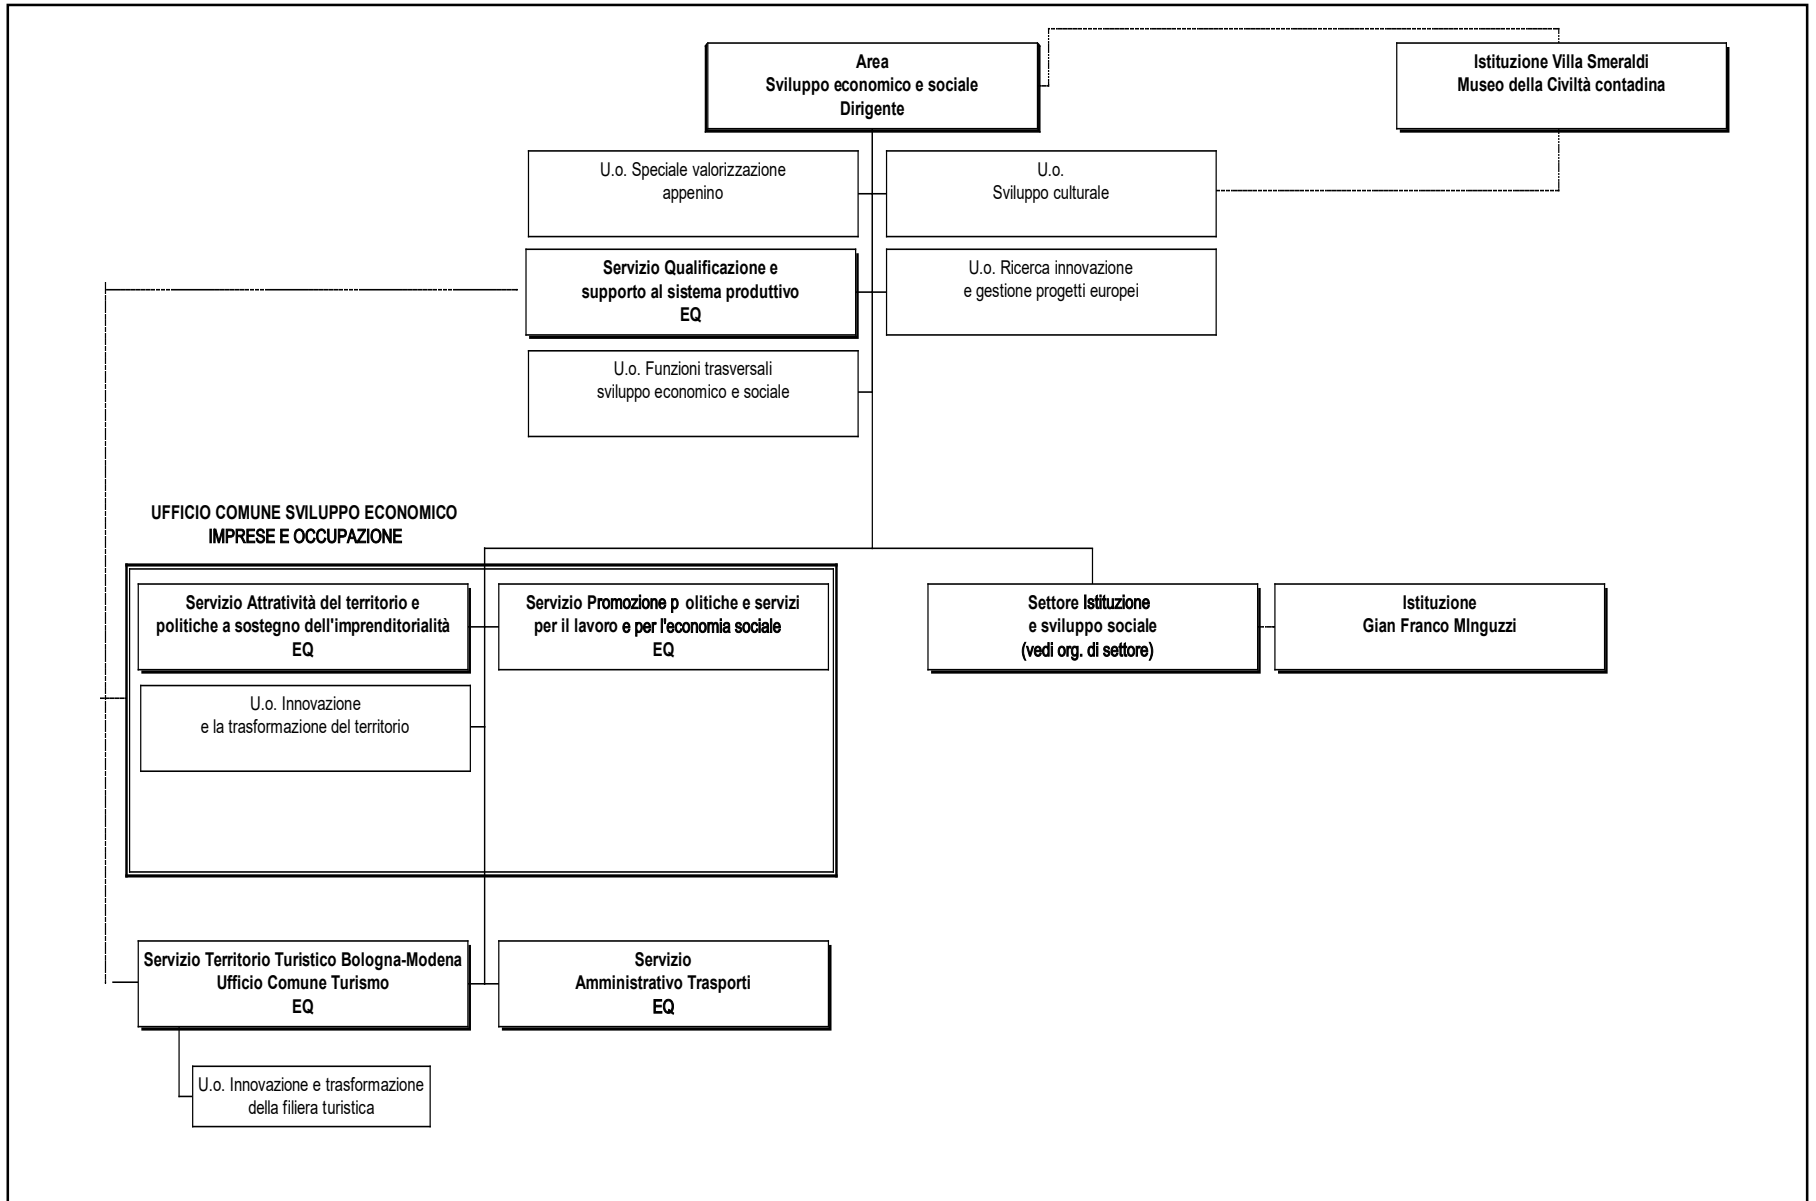 Area
Sviluppo economico e sociale
Dirigente
Istituzione Villa Smeraldi
Museo della Civiltà contadina
U.o. Speciale valorizzazione
appenino
U.o.
Sviluppo culturale
Servizio Qualificazione e
supporto al sistema produttivo
EQ
U.o. Ricerca innovazione
e gestione progetti europei
U.o. Funzioni trasversali
sviluppo economico e sociale
UFFICIO COMUNE SVILUPPO ECONOMICO
IMPRESE E OCCUPAZIONE
Servizio Attratività del territorio e
politiche a sostegno dell'imprenditorialità
EQ
Servizio Promozione p olitiche e servizi
per il lavoro e per l'economia sociale
EQ
Settore Istituzione
e sviluppo sociale
(vedi org. di settore)
Istituzione
Gian Franco MInguzzi
U.o. Innovazione
e la trasformazione del territorio
Servizio Territorio Turistico Bologna-Modena
Ufficio Comune Turismo
EQ
Servizio
Amministrativo Trasporti
EQ
U.o. Innovazione e trasformazione
della filiera turistica